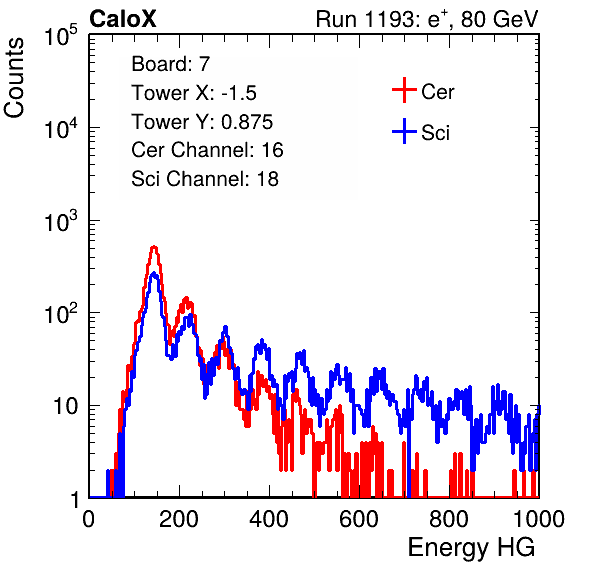 CaloX Run 1193: e⁺, 80 GeV
Counts
Board: 7
Tower X: -1.5
Tower Y: 0.875
Cer Channel: 16
Sci Channel: 18
Cer
Sci
10⁵
10⁴
10³
10²
10
1
0 200 400 600 800 1000
Energy HG